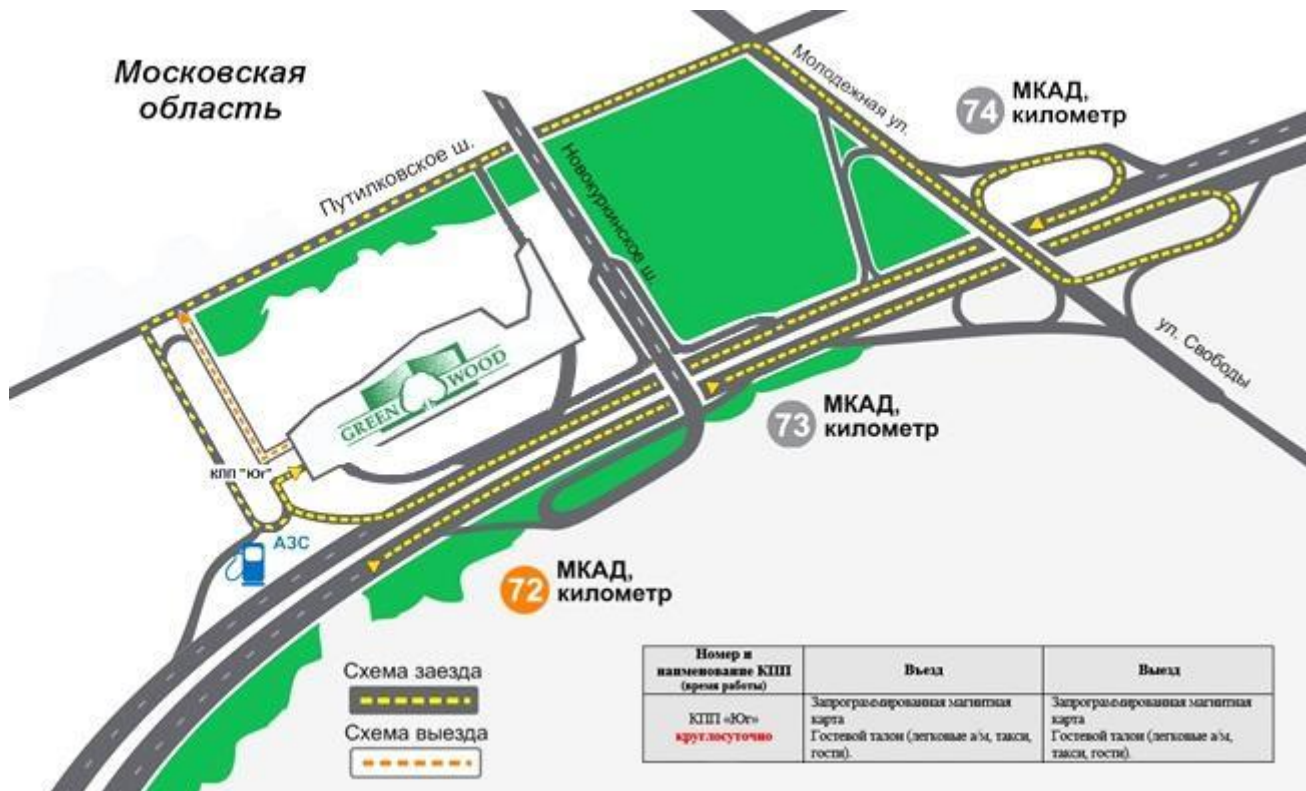 Московская
область
Путилковское ш.
Новокуркинское ш.
Молодежная ул.
74
МКАД,
километр
ул. Свободы
GREEN WOOD
73
МКАД,
километр
КПП "Юг"
АЗС
72
МКАД,
километр
Схема заезда
Схема выезда
Номер и
наименование КПП
(время работы)
Въезд
Выезд
КПП «Юг»
круглосуточно
Запрограммированная магнитная
карта
Гостевой талон (легковые а/м, такси,
гости).
Запрограммированная магнитная
карта
Гостевой талон (легковые а/м,
такси, гости).